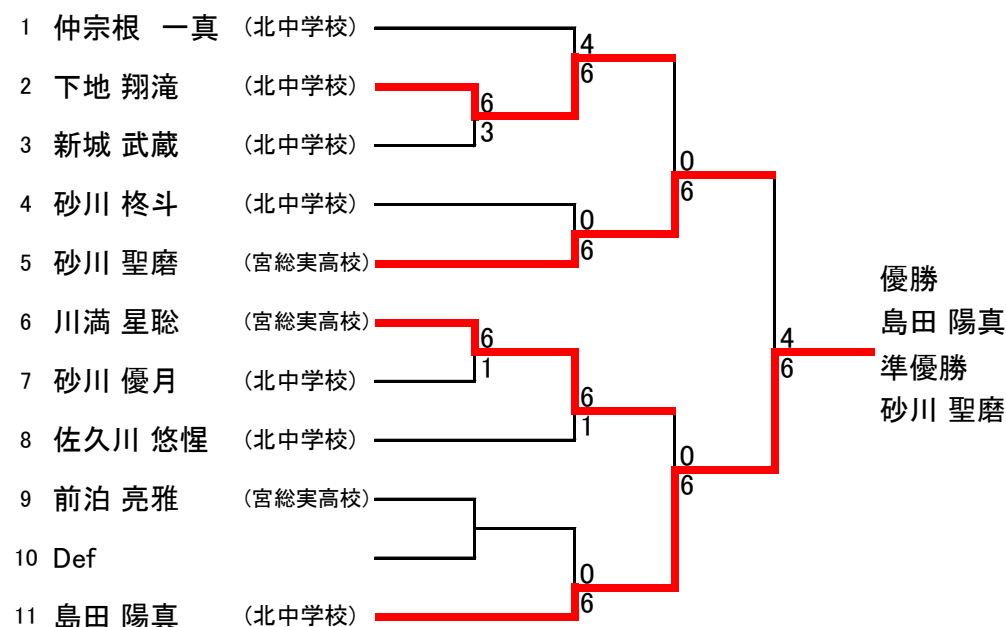 1 仲宗根 一真 (北中学校)
4
6
2 下地 翔滝 (北中学校)
6
3
3 新城 武蔵 (北中学校)
0
6
4 砂川 柊斗 (北中学校)
0
6
5 砂川 聖磨 (宮総実高校)
優勝
島田 陽真
準優勝
砂川 聖磨
4
6
6 川満 星聡 (宮総実高校)
6
1
7 砂川 優月 (北中学校)
6
1
8 佐久川 悠惺 (北中学校)
0
6
9 前泊 亮雅 (宮総実高校)
10 Def
0
6
11 島田 陽真 (北中学校)